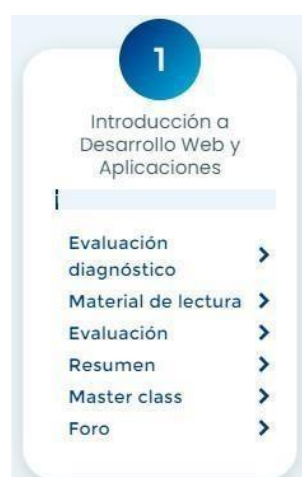 1
Introducción a
Desarrollo Web y
Aplicaciones
Evaluación
diagnóstico
Material de lectura
Evaluación
Resumen
Master class
Foro